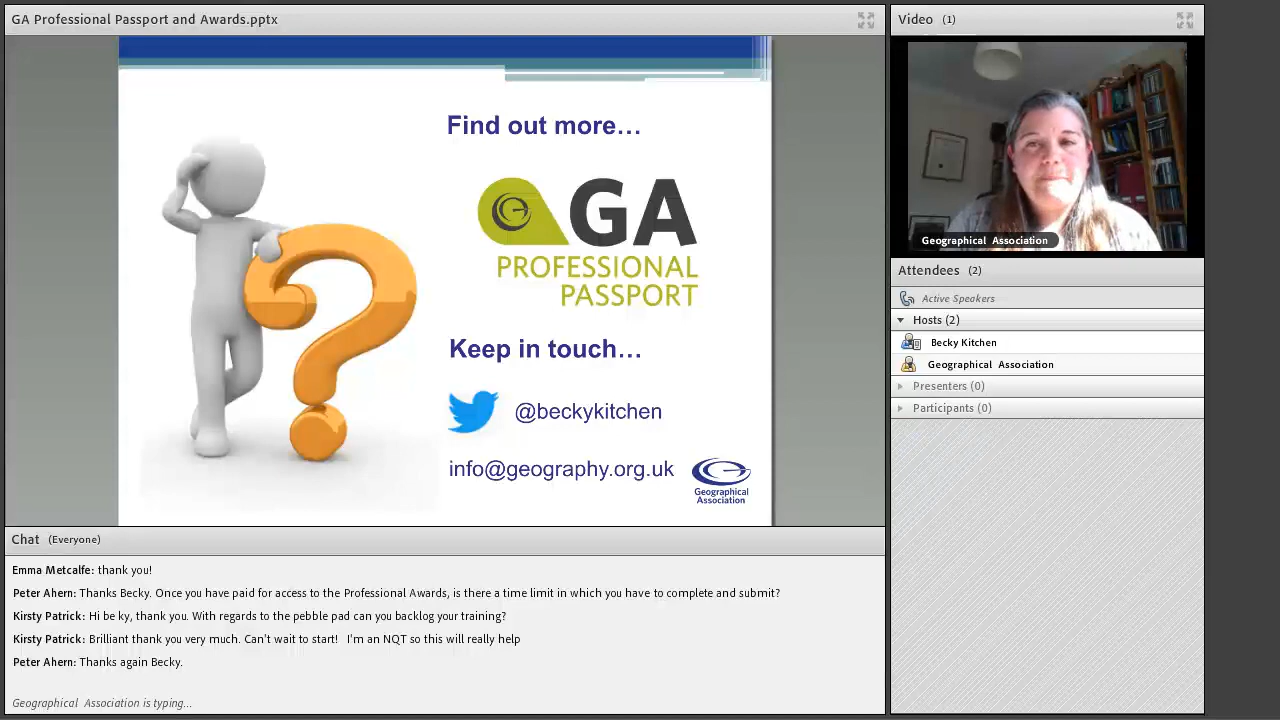 GA Professional Passport and Awards.pptx
Find out more…
GA
PROFESSIONAL
PASSPORT
Keep in touch…
@beckykitchen
info@geography.org.uk
Geographical
Association
Video (1)
Geographical Association
Attendees (2)
Active Speakers
Hosts (2)
Becky Kitchen
Geographical Association
Presenters (0)
Participants (0)
Chat (Everyone)
Emma Metcalfe: thank you!
Peter Ahern: Thanks Becky. Once you have paid for access to the Professional Awards, is there a time limit in which you have to complete and submit?
Kirsty Patrick: Hi be ky, thank you. With regards to the pebble pad can you backlog your training?
Kirsty Patrick: Brilliant thank you very much. Can't wait to start! I'm an NQT so this will really help
Peter Ahern: Thanks again Becky.
Geographical Association is typing...